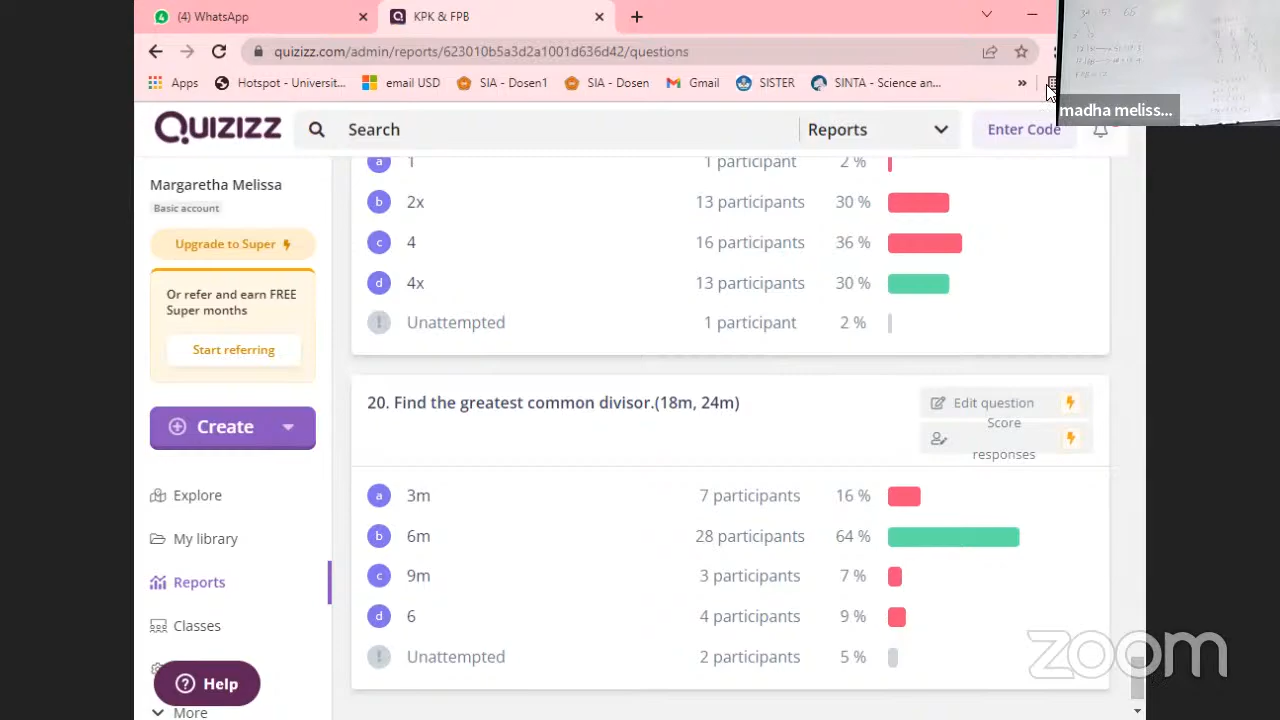 (4) WhatsApp
KPK & FPB
quizizz.com/admin/reports/623010b5a3d2a1001d636d42/questions
Apps
Hotspot - Universit...
email USD
SIA - Dosen1
SIA - Dosen
Gmail
SISTER
SINTA - Science an...
»
madha meliss...
Quizizz
Search
Reports
Enter Code
Margaretha Melissa
Basic account
Upgrade to Super
Or refer and earn FREE
Super months
Start referring
Create
Explore
My library
Reports
Classes
Help
More
a 1 1 participant 2 %
b 2x 13 participants 30 %
c 4 16 participants 36 %
d 4x 13 participants 30 %
! Unattempted 1 participant 2 %
20. Find the greatest common divisor.(18m, 24m)
Edit question
Score
responses
a 3m 7 participants 16 %
b 6m 28 participants 64 %
c 9m 3 participants 7 %
d 6 4 participants 9 %
! Unattempted 2 participants 5 %
zoom